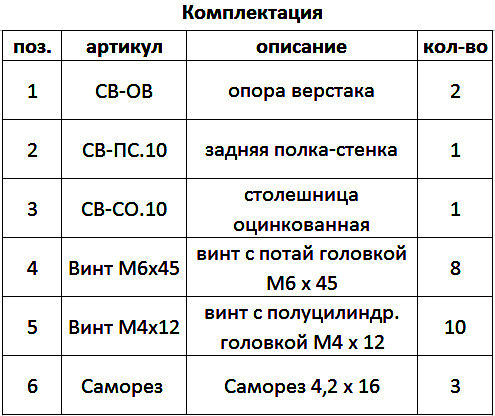 Комплектация
поз. артикул описание кол-во
1 СВ-ОВ опора верстака 2
2 СВ-ПС.10 задняя полка-стенка 1
3 СВ-СО.10 столешница оцинкованная 1
4 Винт М6х45 винт с потай головкой М6 х 45 8
5 Винт М4х12 винт с полуцилиндр. головкой М4 х 12 10
6 Саморез Саморез 4,2 х 16 3